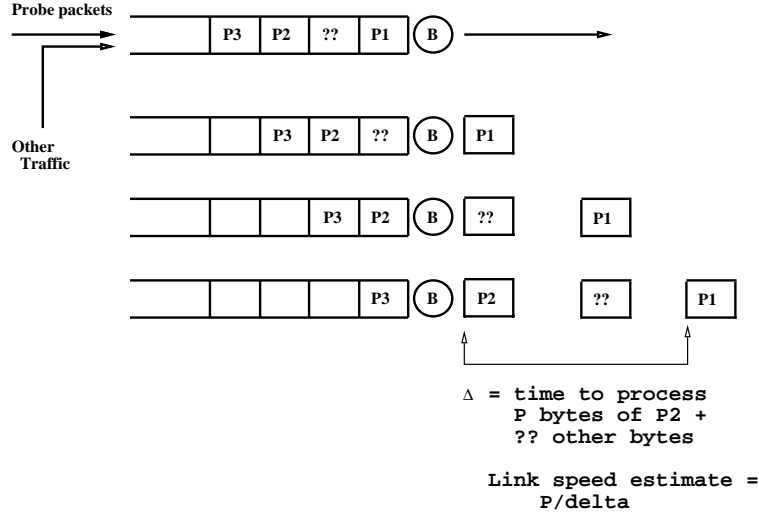 Probe packets
P3 P2 ?? P1 B
Other
Traffic
P3 P2 ?? B P1
P3 P2 B ?? P1
P3 B P2 ?? P1
Δ = time to process
P bytes of P2 +
?? other bytes
Link speed estimate =
P/delta